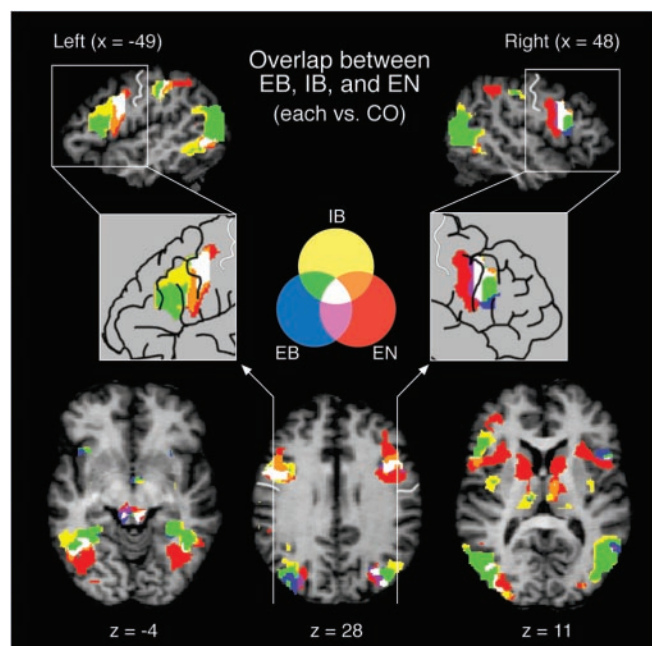 Left (x = -49)
Overlap between
EB, IB, and EN
(each vs. CO)
Right (x = 48)
IB
EB
EN
z = -4
z = 28
z = 11